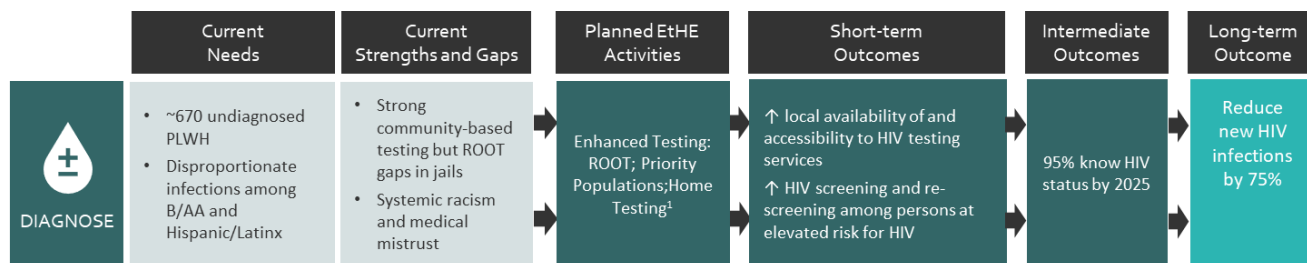 Current
Needs
Current
Strengths and Gaps
Planned EtHE
Activities
Short-term
Outcomes
Intermediate
Outcomes
Long-term
Outcome
±
DIAGNOSE
• ~670 undiagnosed
PLWH
• Disproportionate
infections among
B/AA and
Hispanic/Latinx
• Strong
community-based
testing but ROOT
gaps in jails
• Systemic racism
and medical
mistrust
Enhanced Testing:
ROOT; Priority
Populations;Home
Testing¹
↑ local availability of and
accessibility to HIV testing
services
↑ HIV screening and re-
screening among persons at
elevated risk for HIV
95% know HIV
status by 2025
Reduce
new HIV
infections
by 75%